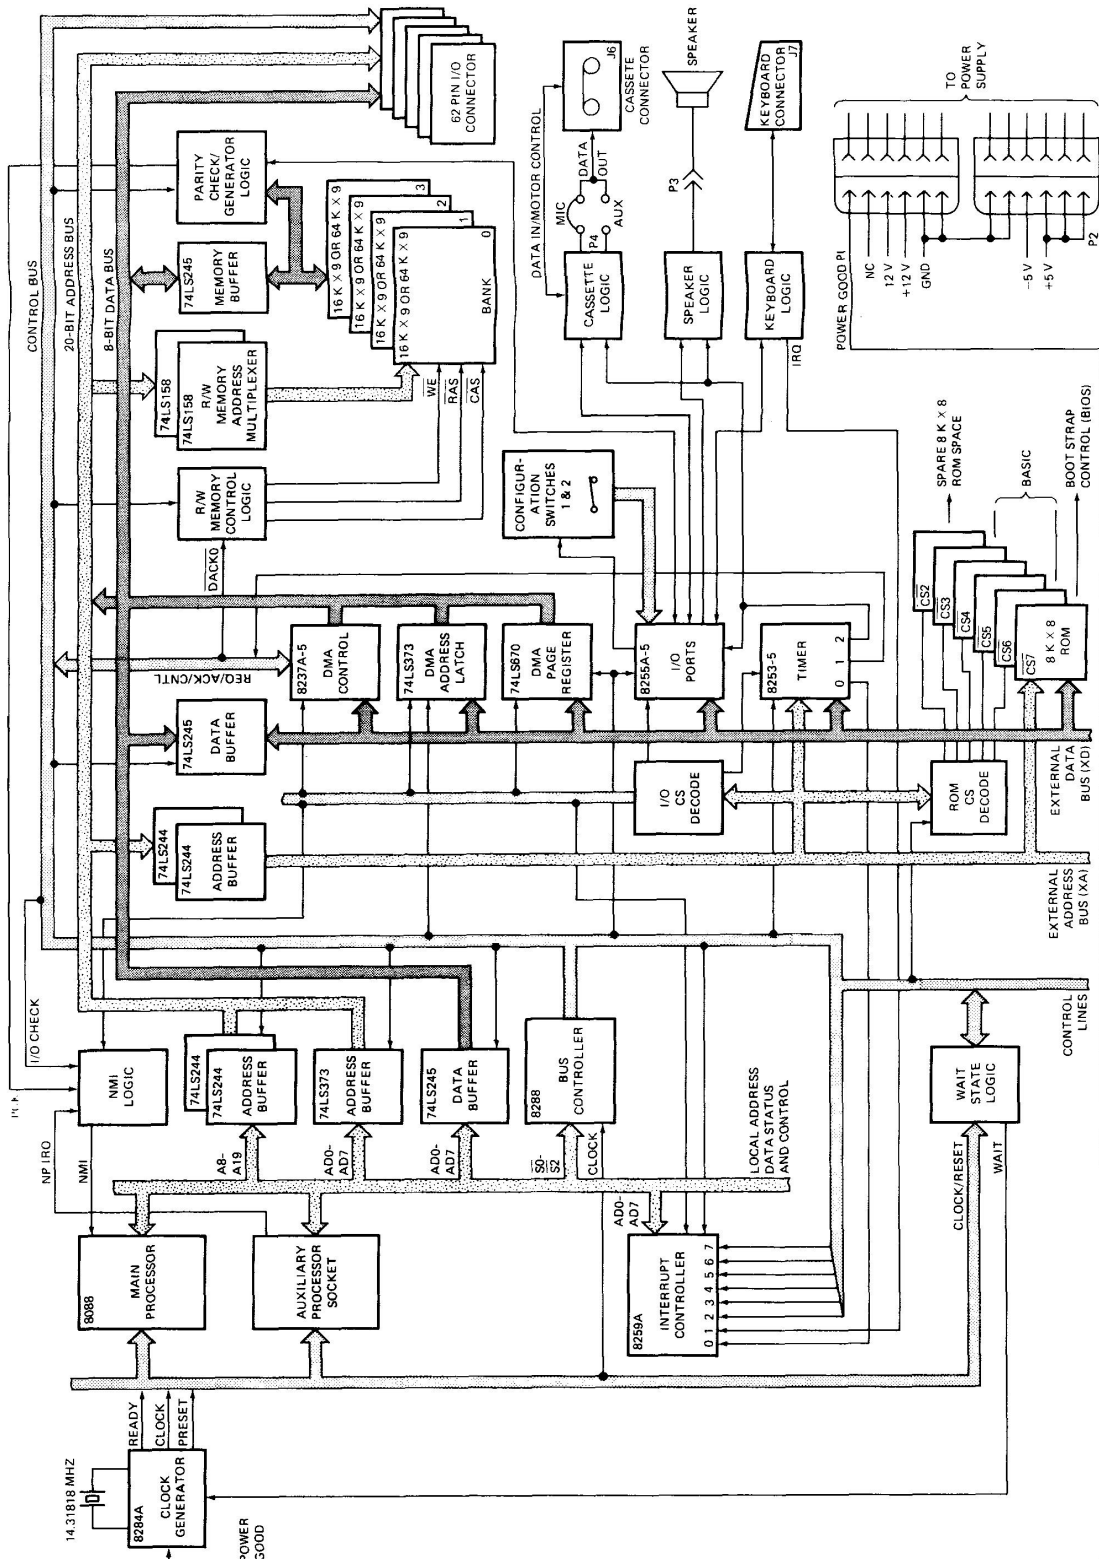 14.31818 MHZ
8284A
CLOCK
GENERATOR
POWER
GOOD
READY
CLOCK
PRESET
8088
MAIN
PROCESSOR
AUXILIARY
PROCESSOR
SOCKET
NP IRQ
NMI
I/O CHECK
NMI
LOGIC
A8-
A19
AD0-
AD7
AD0-
AD7
S0-
S2
CLOCK
AD0-
AD7
LOCAL ADDRESS
DATA STATUS
AND CONTROL
74LS244
74LS244
ADDRESS
BUFFER
74LS373
ADDRESS
BUFFER
74LS245
DATA
BUFFER
8288
BUS
CONTROLLER
8259A
INTERRUPT
CONTROLLER
0 1 2 3 4 5 6 7
CLOCK/RESET
WAIT
WAIT
STATE
LOGIC
CONTROL
LINES
EXTERNAL
ADDRESS
BUS (XA)
EXTERNAL
DATA
BUS (XD)
74LS244
74LS244
ADDRESS
BUFFER
74LS245
DATA
BUFFER
REQ/ACK/CNTL
DACK0
8237A-5
DMA
CONTROL
74LS373
DMA
ADDRESS
LATCH
74LS670
DMA
PAGE
REGISTER
8255A-5
I/O
PORTS
8253-5
TIMER
0 1 2
I/O
CS
DECODE
ROM
CS
DECODE
CS2
CS3
CS4
CS5
CS6
CS7
8 K × 8
ROM
SPARE 8 K × 8
ROM SPACE
BASIC
BOOT STRAP
CONTROL (BIOS)
CONFIGUR-
ATION
SWITCHES
1 & 2
CONTROL BUS
20-BIT ADDRESS BUS
8-BIT DATA BUS
R/W
MEMORY
CONTROL
LOGIC
74LS158
74LS158
R/W
MEMORY
ADDRESS
MULTIPLEXER
74LS245
MEMORY
BUFFER
PARITY
CHECK/
GENERATOR
LOGIC
WE
RAS
CAS
16 K × 9 OR 64 K × 9
3
16 K × 9 OR 64 K × 9
2
16 K × 9 OR 64 K × 9
1
16 K × 9 OR 64 K × 9
BANK
0
62 PIN I/O
CONNECTOR
DATA IN/MOTOR CONTROL
CASSETTE
LOGIC
MIC
P4
AUX
DATA
OUT
J6
CASSETE
CONNECTOR
SPEAKER
LOGIC
P3
SPEAKER
KEYBOARD
LOGIC
IRQ
KEYBOARD
CONNECTOR
J7
POWER GOOD P1
NC
12 V
+12 V
GND
-5 V
+5 V
P2
TO
POWER
SUPPLY